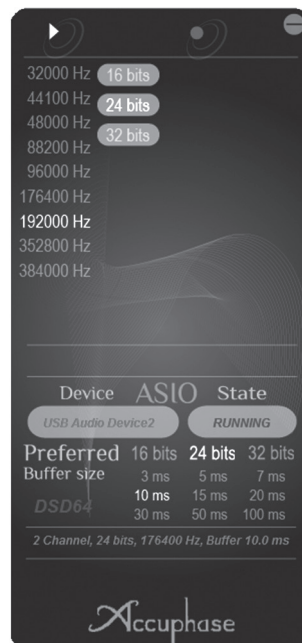 32000 Hz 16 bits
44100 Hz 24 bits
48000 Hz 32 bits
88200 Hz
96000 Hz
176400 Hz
192000 Hz
352800 Hz
384000 Hz
Device ASIO State
USB Audio Device2 RUNNING
Preferred 16 bits 24 bits 32 bits
Buffer size 3 ms 5 ms 7 ms
10 ms 15 ms 20 ms
DSD64 30 ms 50 ms 100 ms
2 Channel, 24 bits, 176400 Hz, Buffer 10.0 ms
Accuphase